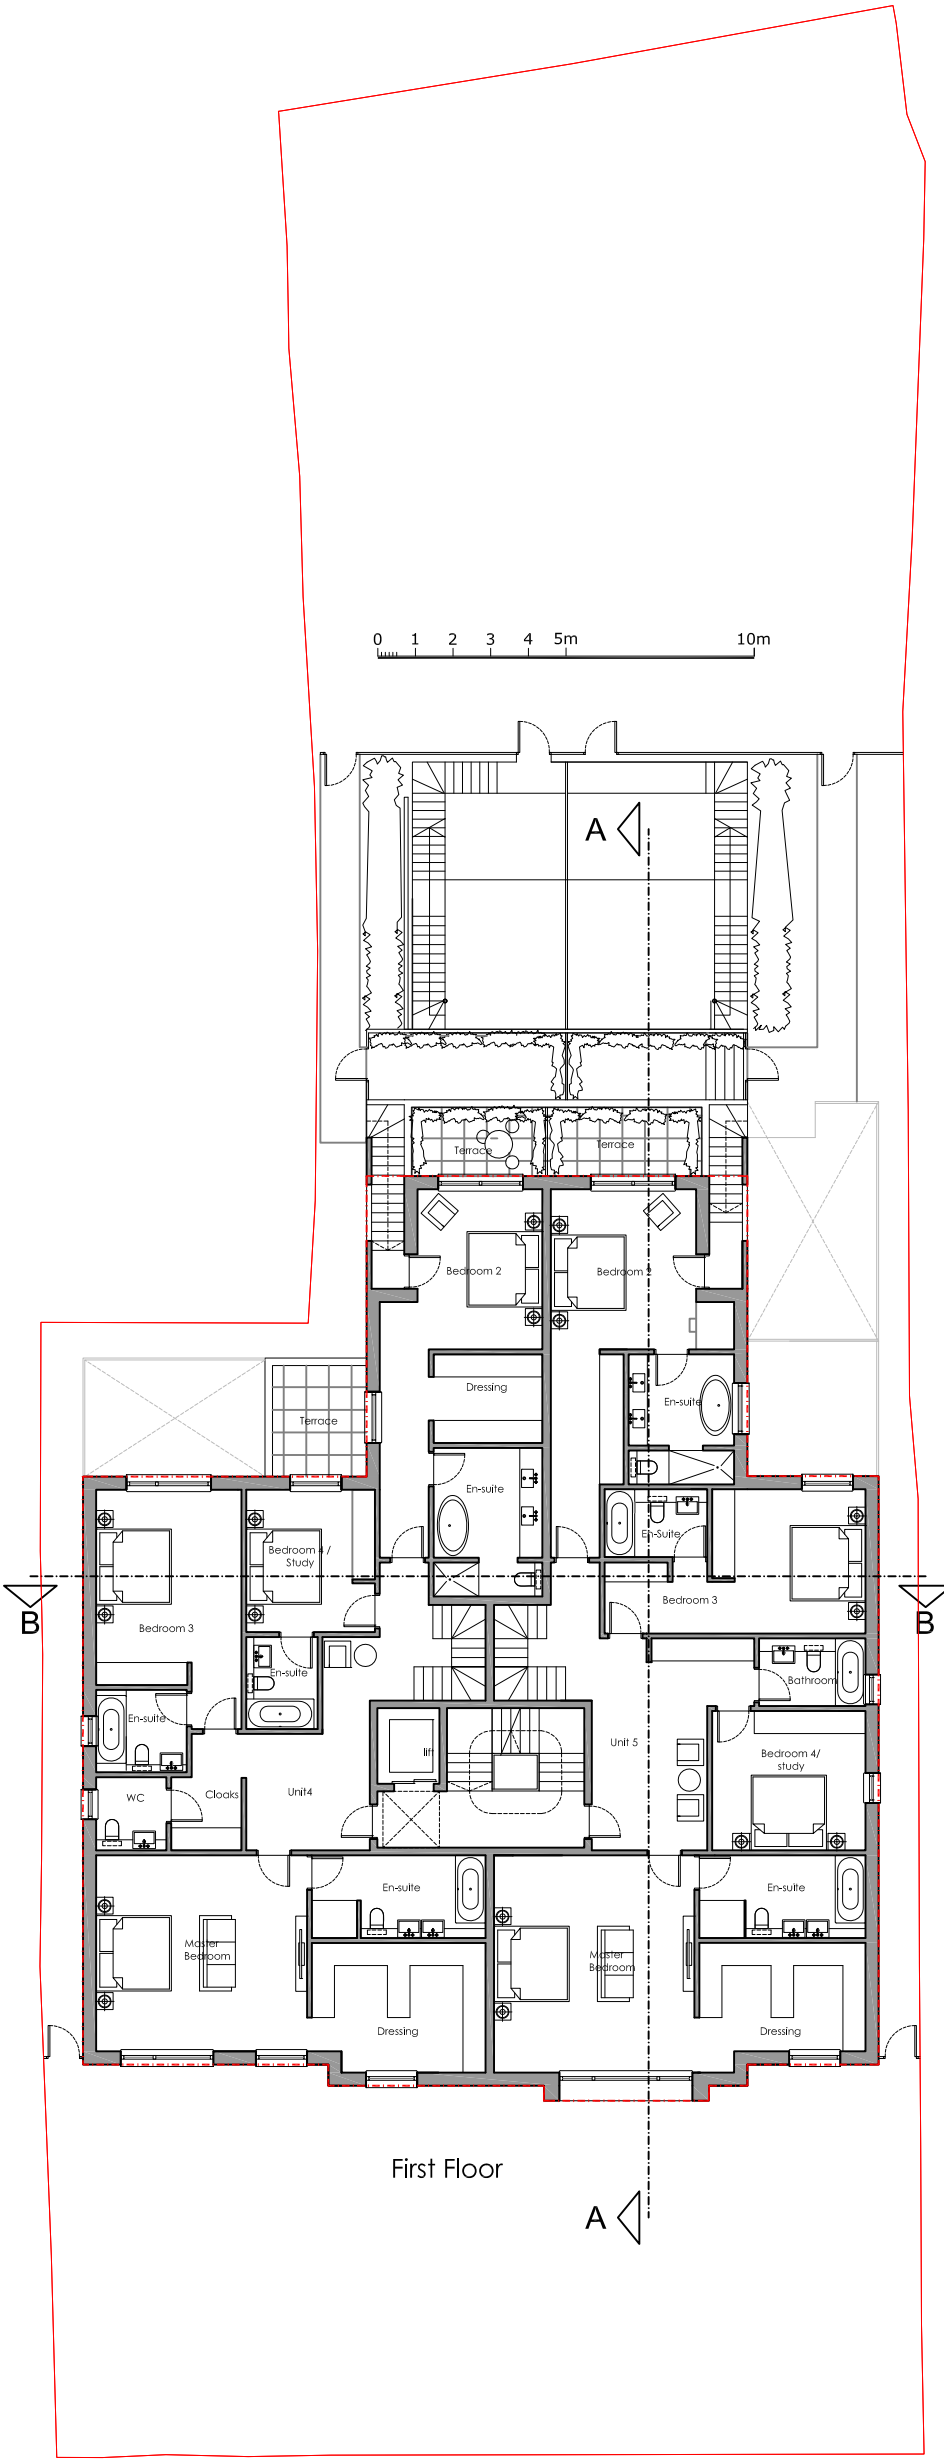 0 1 2 3 4 5m 10m
A
Terrace
Terrace
Bedroom 2
Bedroom 2
Dressing
En-suite
Terrace
En-suite
En-Suite
Bedroom 4 /
Study
B
B
Bedroom 3
Bedroom 3
En-suite
Bathroom
En-suite
Unit 5
lift
Bedroom 4/
study
Unit4
Cloaks
WC
En-suite
En-suite
Master
Bedroom
Master
Bedroom
Dressing
Dressing
First Floor
A